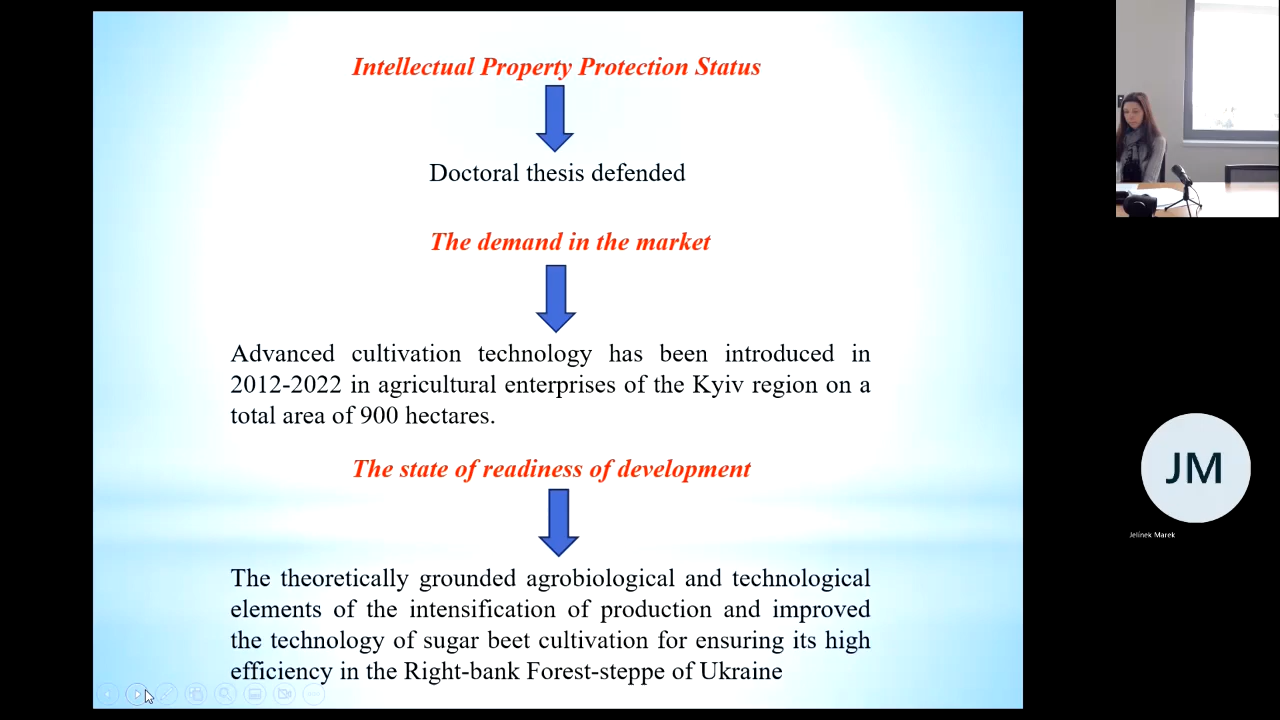 Intellectual Property Protection Status
Doctoral thesis defended
The demand in the market
Advanced cultivation technology has been introduced in
2012-2022 in agricultural enterprises of the Kyiv region on a
total area of 900 hectares.
The state of readiness of development
The theoretically grounded agrobiological and technological
elements of the intensification of production and improved
the technology of sugar beet cultivation for ensuring its high
efficiency in the Right-bank Forest-steppe of Ukraine
JM
Jelínek Marek